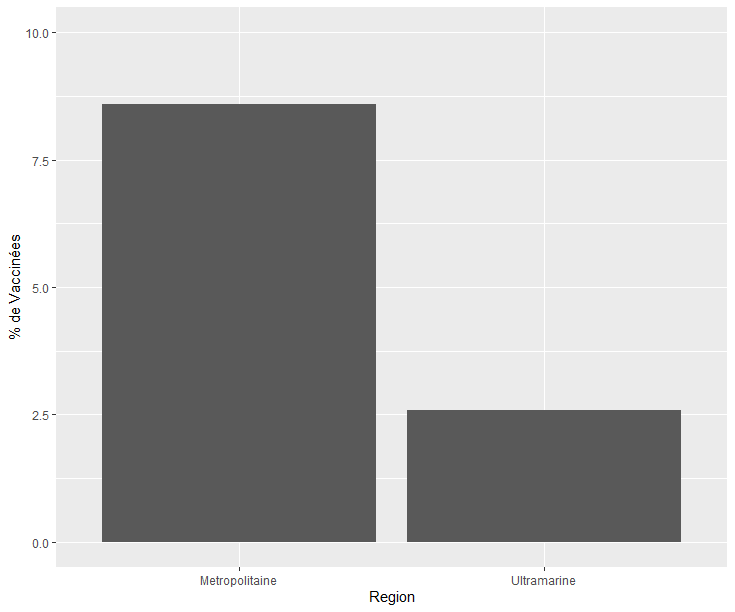 10.0
7.5
5.0
2.5
0.0
% de Vaccinées
Metropolitaine
Ultramarine
Region